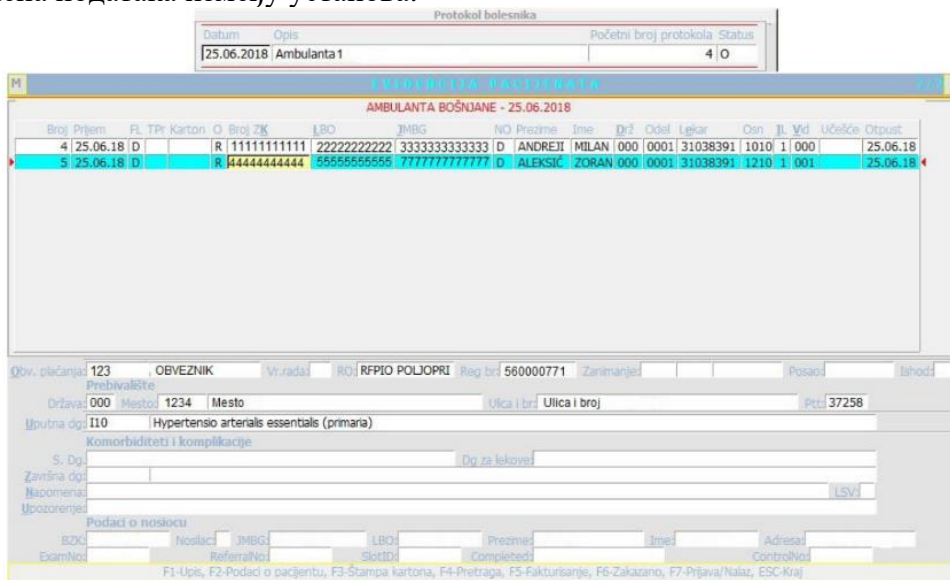 Protokol bolesnika
Datum Opis Početni broj protokola Status
25.06.2018 Ambulanta 1 4 O
M EVIDENCIJA PACIJENATA
AMBULANTA BOŠNJANE - 25.06.2018
Broj Prijem FL TPr Karton O Broj ZK LBO JMBG NO Prezime Ime Drž Odel Lekar Osn IL Vid Učešće Otpust
4 25.06.18 D R 11111111111 22222222222 3333333333333 D ANDREJI MILAN 000 0001 31038391 1010 1 000 25.06.18
5 25.06.18 D R 44444444444 55555555555 7777777777777 D ALEKSIĆ ZORAN 000 0001 31038391 1210 1 001 25.06.18
Obv. plaćanja: 123 OBVEZNIK Vr.rada: RO: RFPIO POLJOPRI Reg br: 560000771 Zanimanje: Posao: Ishod:
Prebivalište
Država: 000 Mesto: 1234 Mesto Ulica i br: Ulica i broj Ptt: 37258
Uputna dg: I10 Hypertensio arterialis essentialis (primaria)
Komorbiditeti i komplikacije
S. Dg. Dg za lekove:
Završna dg:
Napomena: LSV:
Upozorenje:
Podaci o nosiocu
BZK: Nosilac: JMBG: LBO: Prezime: Ime: Adresa:
ExamNo: ReferralNo: SlotID: Completed: ControlNo:
F1-Upis, F2-Podaci o pacijentu, F3-Štampa kartona, F4-Pretraga, F5-Fakturisanje, F6-Zakazano, F7-Prijava/Nalaz, ESC-Kraj